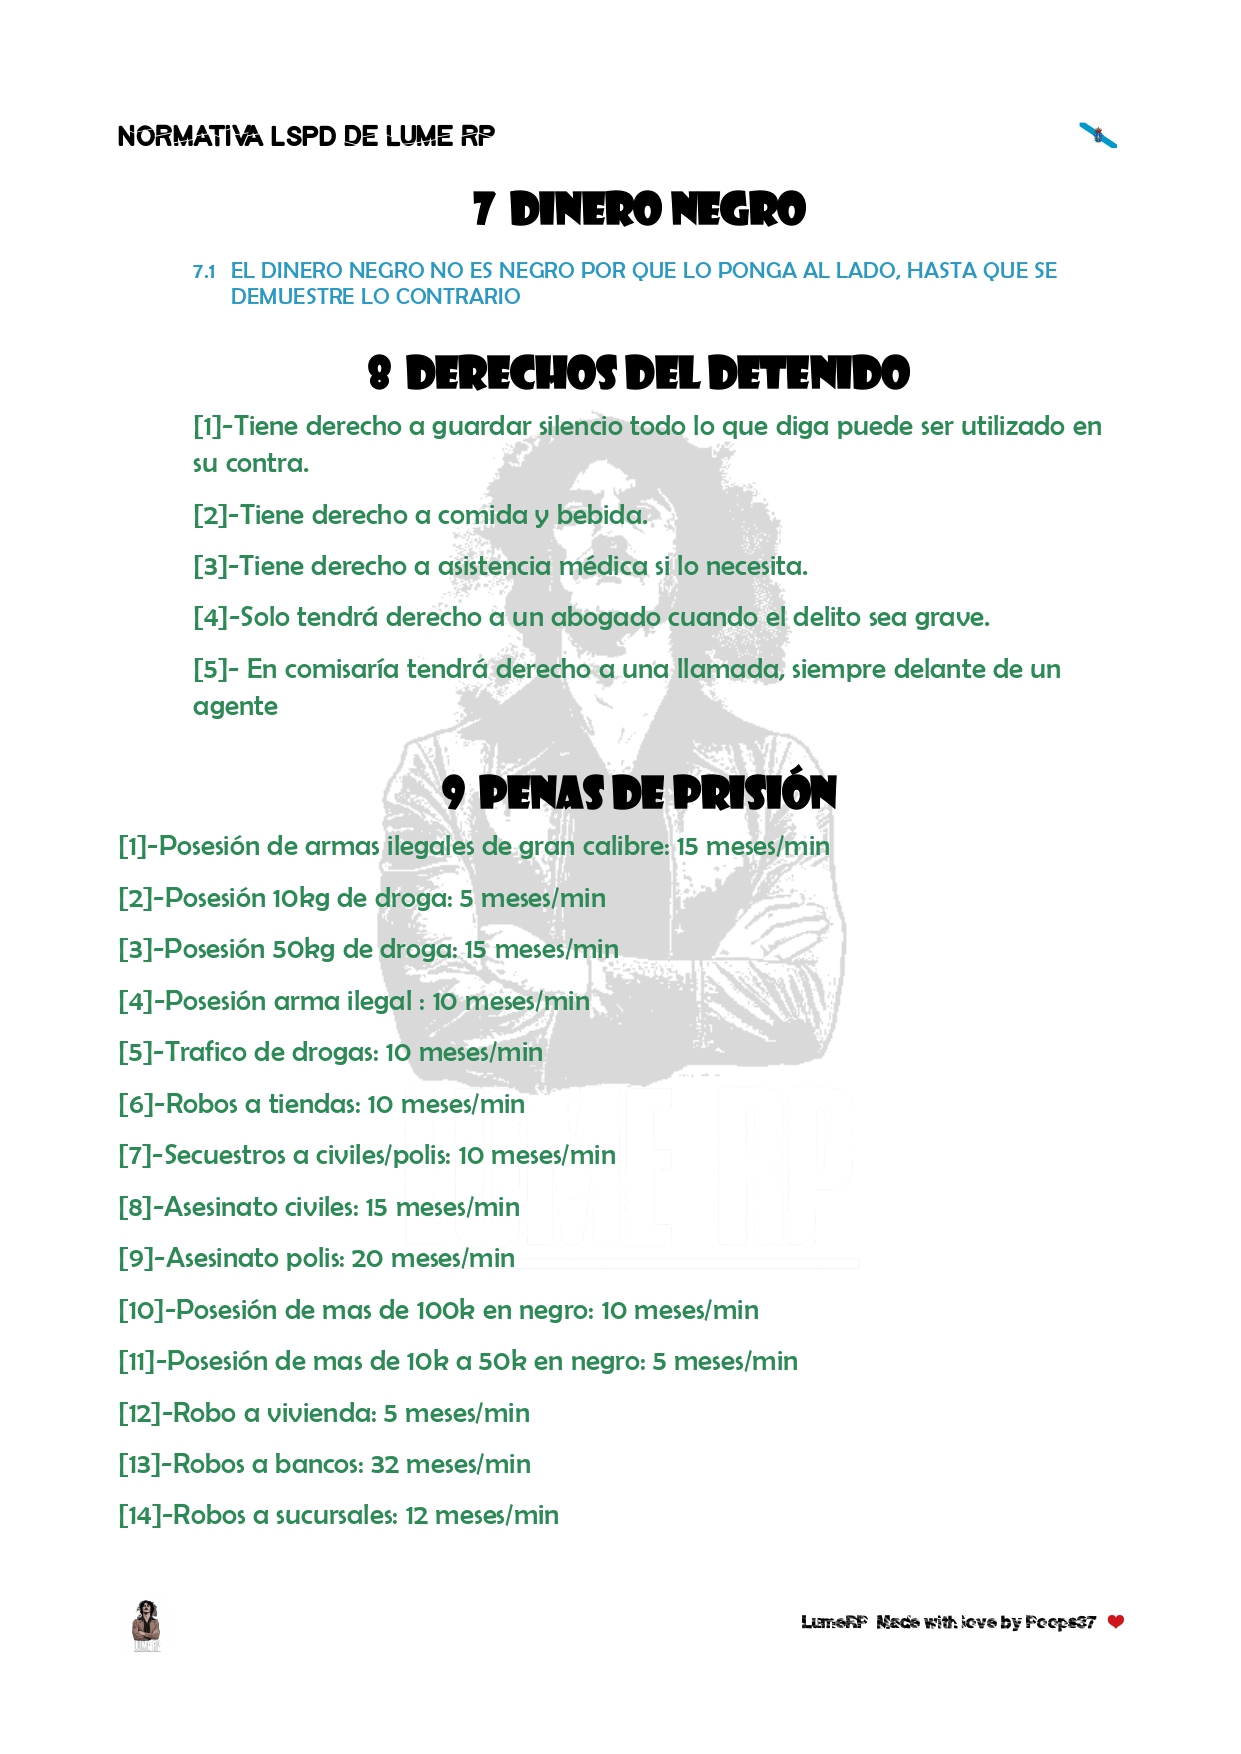 NORMATIVA LSPD DE LUME RP
7 DINERO NEGRO
7.1 EL DINERO NEGRO NO ES NEGRO POR QUE LO PONGA AL LADO, HASTA QUE SE
DEMUESTRE LO CONTRARIO
8 DERECHOS DEL DETENIDO
[1]-Tiene derecho a guardar silencio todo lo que diga puede ser utilizado en
su contra.
[2]-Tiene derecho a comida y bebida.
[3]-Tiene derecho a asistencia médica si lo necesita.
[4]-Solo tendrá derecho a un abogado cuando el delito sea grave.
[5]- En comisaría tendrá derecho a una llamada, siempre delante de un
agente
9 PENAS DE PRISIÓN
[1]-Posesión de armas ilegales de gran calibre: 15 meses/min
[2]-Posesión 10kg de droga: 5 meses/min
[3]-Posesión 50kg de droga: 15 meses/min
[4]-Posesión arma ilegal : 10 meses/min
[5]-Trafico de drogas: 10 meses/min
[6]-Robos a tiendas: 10 meses/min
[7]-Secuestros a civiles/polis: 10 meses/min
[8]-Asesinato civiles: 15 meses/min
[9]-Asesinato polis: 20 meses/min
[10]-Posesión de mas de 100k en negro: 10 meses/min
[11]-Posesión de mas de 10k a 50k en negro: 5 meses/min
[12]-Robo a vivienda: 5 meses/min
[13]-Robos a bancos: 32 meses/min
[14]-Robos a sucursales: 12 meses/min
LUME RP
LUME RP
LumeRP Made with love by Poops37